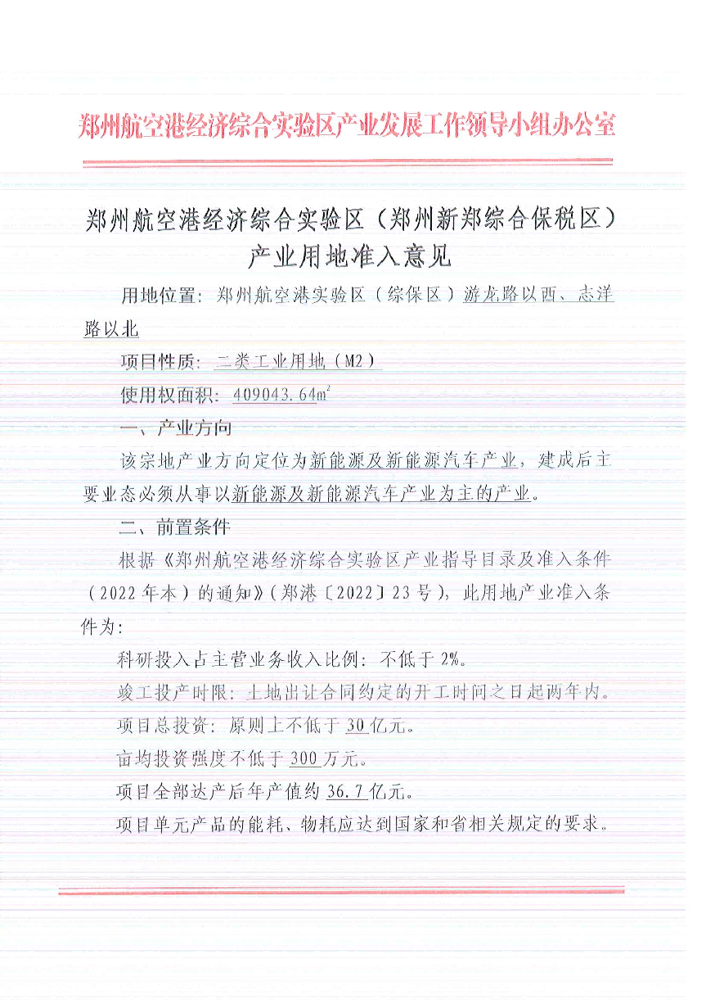 郑州航空港经济综合实验区产业发展工作领导小组办公室
郑州航空港经济综合实验区（郑州新郑综合保税区）
产业用地准入意见
用地位置：郑州航空港实验区（综保区）游龙路以西、志洋
路以北
项目性质：二类工业用地（M2）
使用权面积：409043.64m²
一、产业方向
该宗地产业方向定位为新能源及新能源汽车产业，建成后主
要业态必须从事以新能源及新能源汽车产业为主的产业。
二、前置条件
根据《郑州航空港经济综合实验区产业指导目录及准入条件
（2022年本）的通知》（郑港〔2022〕23号），此用地产业准入条
件为：
科研投入占主营业务收入比例：不低于2%。
竣工投产时限：土地出让合同约定的开工时间之日起两年内。
项目总投资：原则上不低于30亿元。
亩均投资强度不低于300万元。
项目全部达产后年产值约36.7亿元。
项目单元产品的能耗、物耗应达到国家和省相关规定的要求。